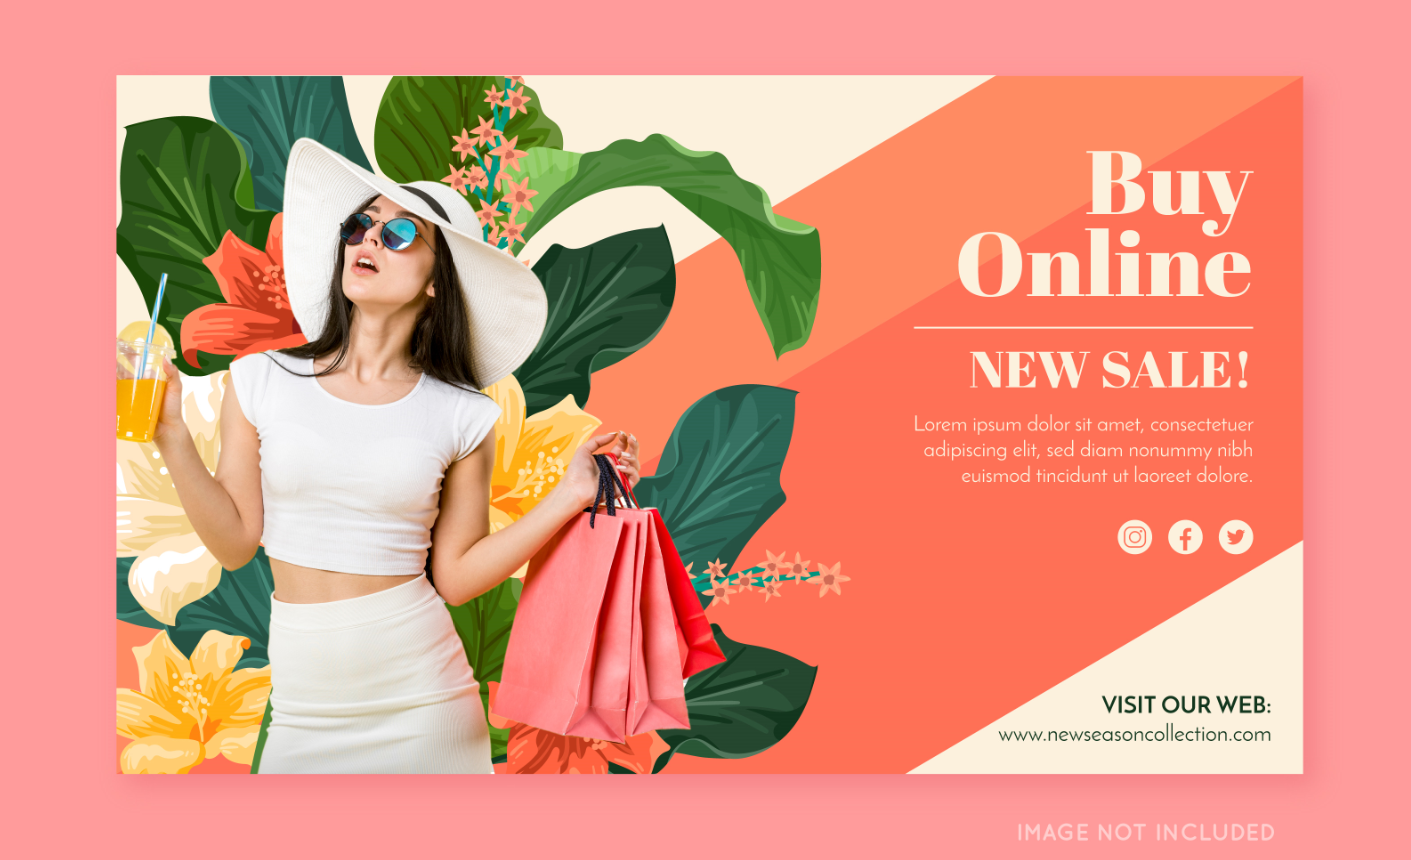 Buy
Online
NEW SALE!
Lorem ipsum dolor sit amet, consectetuer
adipiscing elit, sed diam nonummy nibh
euismod tincidunt ut laoreet dolore.
VISIT OUR WEB:
www.newseasoncollection.com
IMAGE NOT INCLUDED